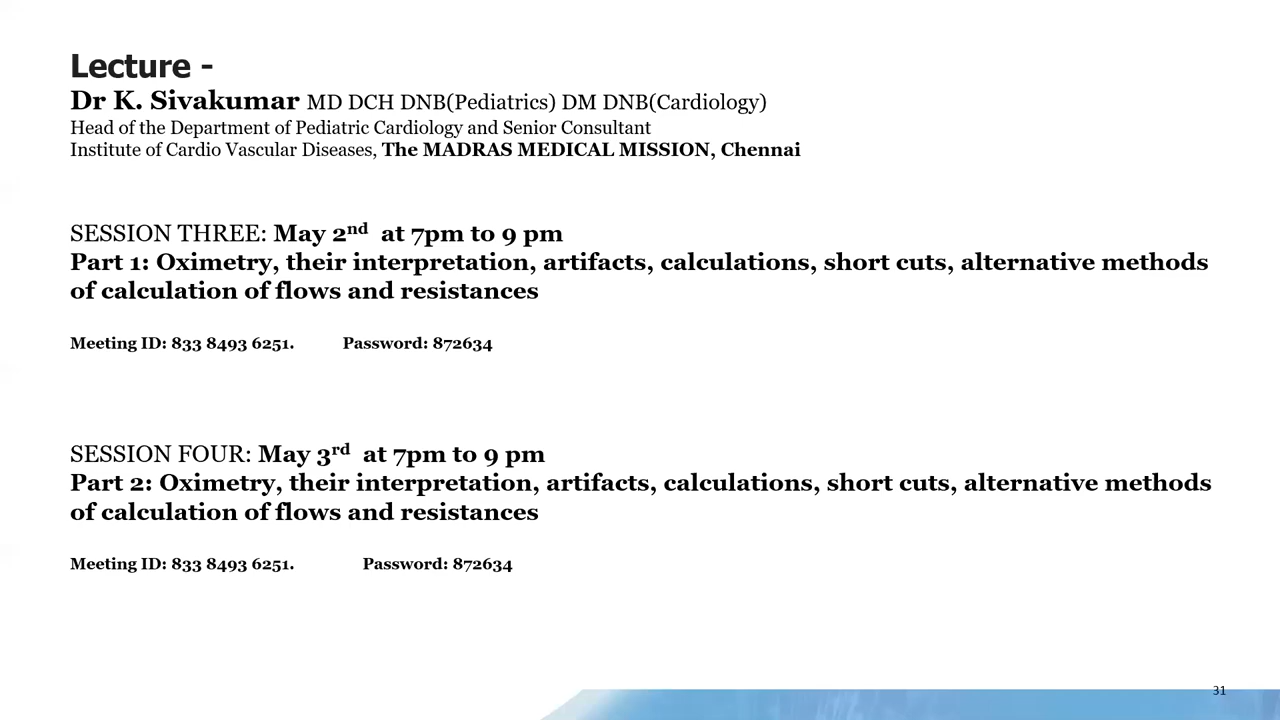 Lecture -
Dr K. Sivakumar MD DCH DNB(Pediatrics) DM DNB(Cardiology)
Head of the Department of Pediatric Cardiology and Senior Consultant
Institute of Cardio Vascular Diseases, The MADRAS MEDICAL MISSION, Chennai
SESSION THREE: May 2nd at 7pm to 9 pm
Part 1: Oximetry, their interpretation, artifacts, calculations, short cuts, alternative methods
of calculation of flows and resistances
Meeting ID: 833 8493 6251. Password: 872634
SESSION FOUR: May 3rd at 7pm to 9 pm
Part 2: Oximetry, their interpretation, artifacts, calculations, short cuts, alternative methods
of calculation of flows and resistances
Meeting ID: 833 8493 6251. Password: 872634
31